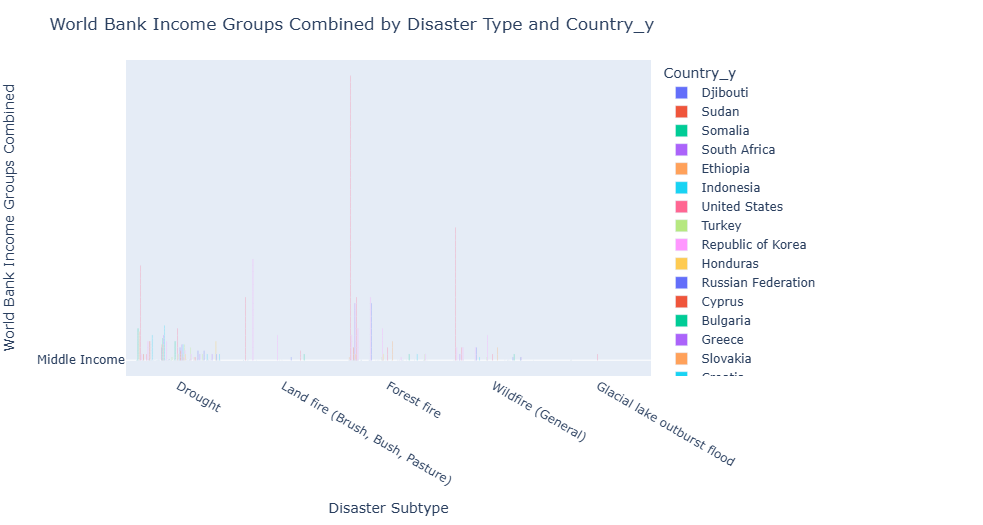 World Bank Income Groups Combined by Disaster Type and Country_y
World Bank Income Groups Combined
Middle Income
Drought
Land fire (Brush, Bush, Pasture)
Forest fire
Wildfire (General)
Glacial lake outburst flood
Disaster Subtype
Country_y
Djibouti
Sudan
Somalia
South Africa
Ethiopia
Indonesia
United States
Turkey
Republic of Korea
Honduras
Russian Federation
Cyprus
Bulgaria
Greece
Slovakia